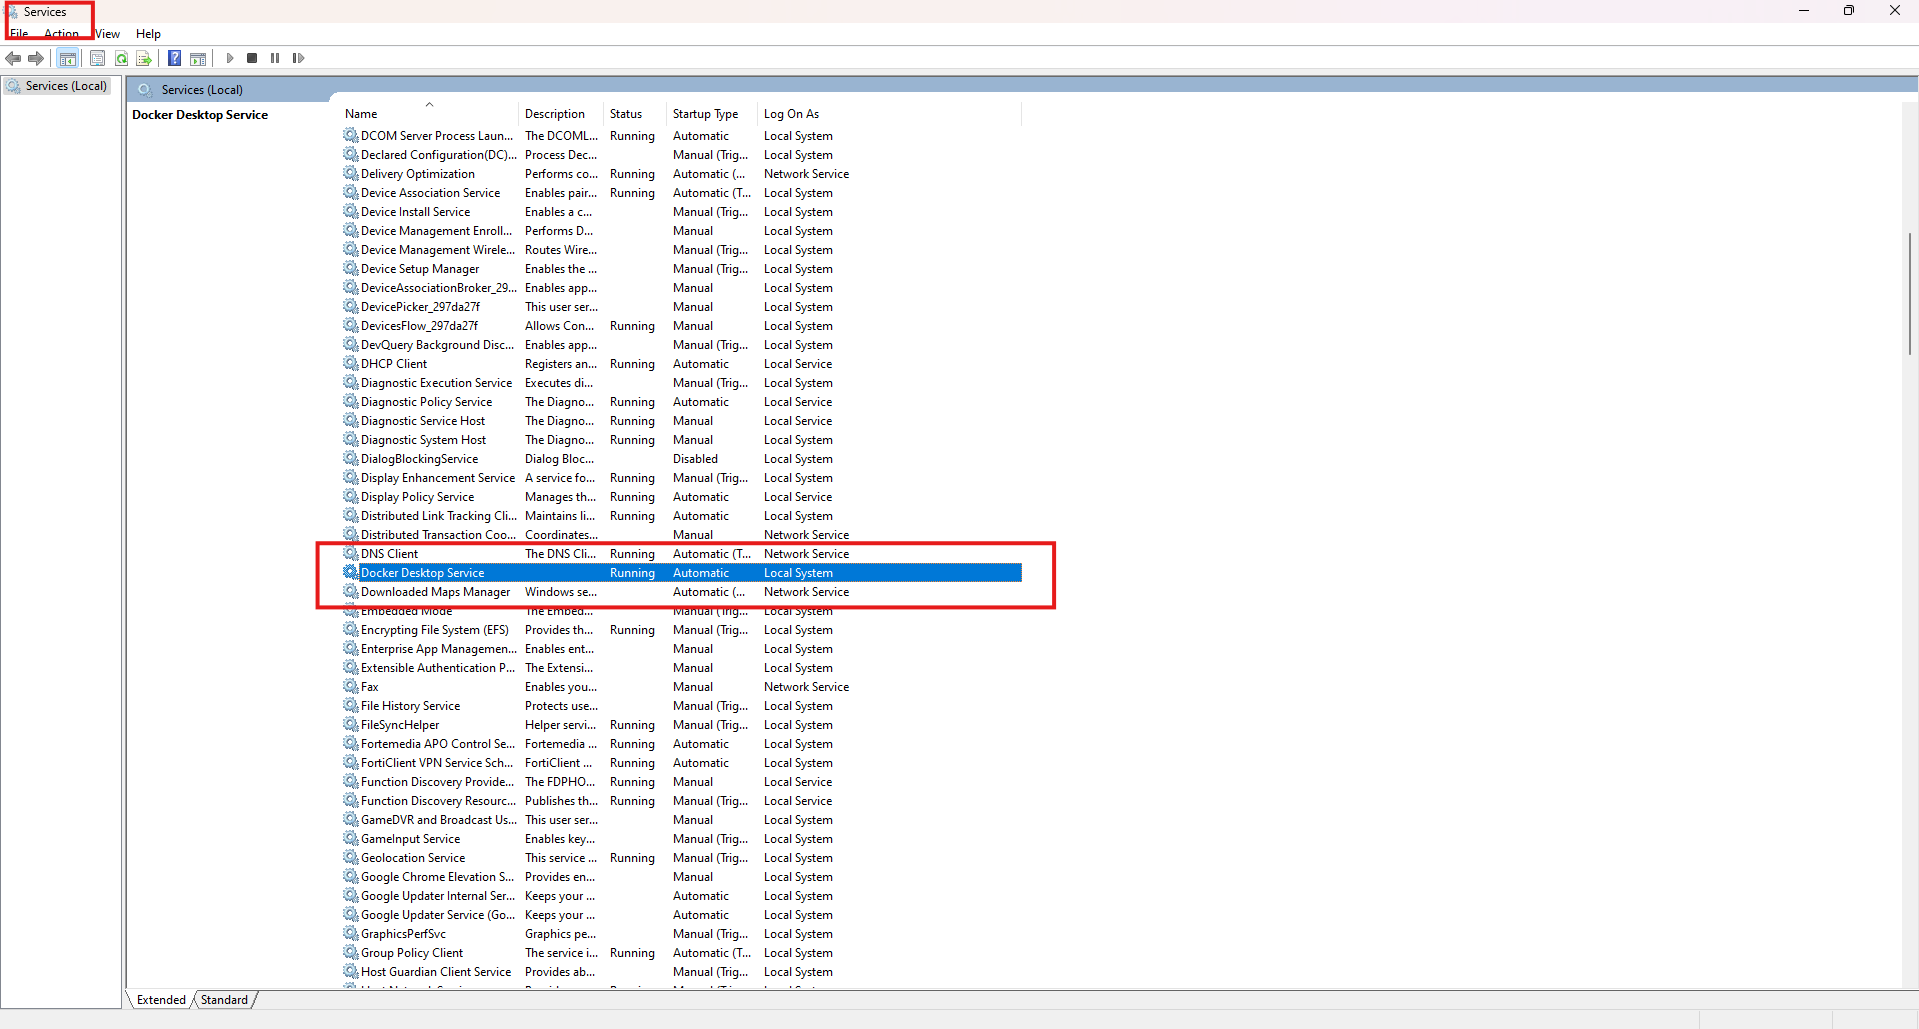 Services
File Action View Help
Services (Local)
Services (Local)
Docker Desktop Service
Name Description Status Startup Type Log On As
DCOM Server Process Laun... The DCOML... Running Automatic Local System
Declared Configuration(DC)... Process Dec... Manual (Trig... Local System
Delivery Optimization Performs co... Running Automatic (... Network Service
Device Association Service Enables pair... Running Automatic (T... Local System
Device Install Service Enables a c... Manual (Trig... Local System
Device Management Enroll... Performs D... Manual Local System
Device Management Wirele... Routes Wire... Manual (Trig... Local System
Device Setup Manager Enables the ... Manual (Trig... Local System
DeviceAssociationBroker_29... Enables app... Manual Local System
DevicePicker_297da27f This user ser... Manual Local System
DevicesFlow_297da27f Allows Con... Running Manual Local System
DevQuery Background Disc... Enables app... Manual (Trig... Local System
DHCP Client Registers an... Running Automatic Local Service
Diagnostic Execution Service Executes di... Manual (Trig... Local System
Diagnostic Policy Service The Diagno... Running Automatic Local Service
Diagnostic Service Host The Diagno... Running Manual Local Service
Diagnostic System Host The Diagno... Running Manual Local System
DialogBlockingService Dialog Bloc... Disabled Local System
Display Enhancement Service A service fo... Running Manual (Trig... Local System
Display Policy Service Manages th... Running Automatic Local Service
Distributed Link Tracking Cli... Maintains li... Running Automatic Local System
Distributed Transaction Coo... Coordinates... Manual Network Service
DNS Client The DNS Cli... Running Automatic (T... Network Service
Docker Desktop Service Running Automatic Local System
Downloaded Maps Manager Windows se... Automatic (... Network Service
Embedded Mode The Embed... Manual (Trig... Local System
Encrypting File System (EFS) Provides th... Running Manual (Trig... Local System
Enterprise App Managemen... Enables ent... Manual Local System
Extensible Authentication P... The Extensi... Manual Local System
Fax Enables you... Manual Network Service
File History Service Protects use... Manual (Trig... Local System
FileSyncHelper Helper servi... Running Manual (Trig... Local System
Fortemedia APO Control Se... Fortemedia ... Running Automatic Local System
FortiClient VPN Service Sch... FortiClient ... Running Automatic Local System
Function Discovery Provide... The FDPHO... Running Manual Local Service
Function Discovery Resourc... Publishes th... Running Manual (Trig... Local Service
GameDVR and Broadcast Us... This user ser... Manual Local System
GameInput Service Enables key... Manual (Trig... Local System
Geolocation Service This service ... Running Manual (Trig... Local System
Google Chrome Elevation S... Provides en... Manual Local System
Google Updater Internal Ser... Keeps your ... Automatic Local System
Google Updater Service (Go... Keeps your ... Automatic Local System
GraphicsPerfSvc Graphics pe... Manual (Trig... Local System
Group Policy Client The service i... Running Automatic (T... Local System
Host Guardian Client Service Provides ab... Manual (Trig... Local System
Extended Standard